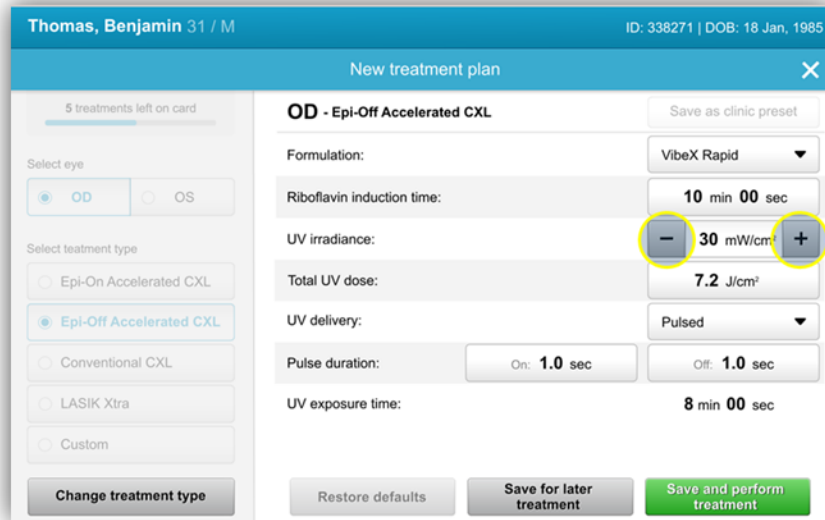 Thomas, Benjamin 31 / M
ID: 338271 | DOB: 18 Jan, 1985
New treatment plan
5 treatments left on card
Select eye
OD
OS
Select teatment type
Epi-On Accelerated CXL
Epi-Off Accelerated CXL
Conventional CXL
LASIK Xtra
Custom
Change treatment type
OD - Epi-Off Accelerated CXL
Save as clinic preset
Formulation:
VibeX Rapid
Riboflavin induction time:
10 min 00 sec
UV irradiance:
− 30 mW/cm² +
Total UV dose:
7.2 J/cm²
UV delivery:
Pulsed
Pulse duration:
On: 1.0 sec
Off: 1.0 sec
UV exposure time:
8 min 00 sec
Restore defaults
Save for later
treatment
Save and perform
treatment